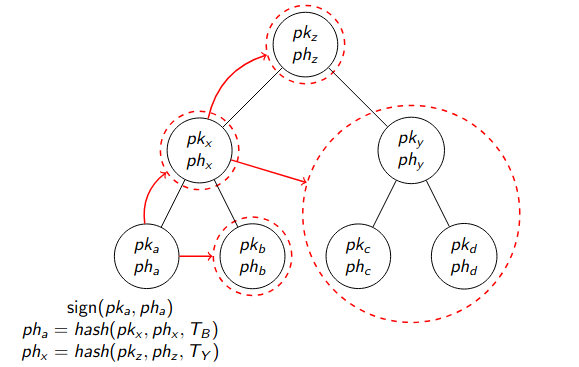 pk_z
ph_z
pk_x
ph_x
pk_y
ph_y
pk_a
ph_a
pk_b
ph_b
pk_c
ph_c
pk_d
ph_d
sign(pk_a, ph_a)
ph_a = hash(pk_x, ph_x, T_B)
ph_x = hash(pk_z, ph_z, T_Y)